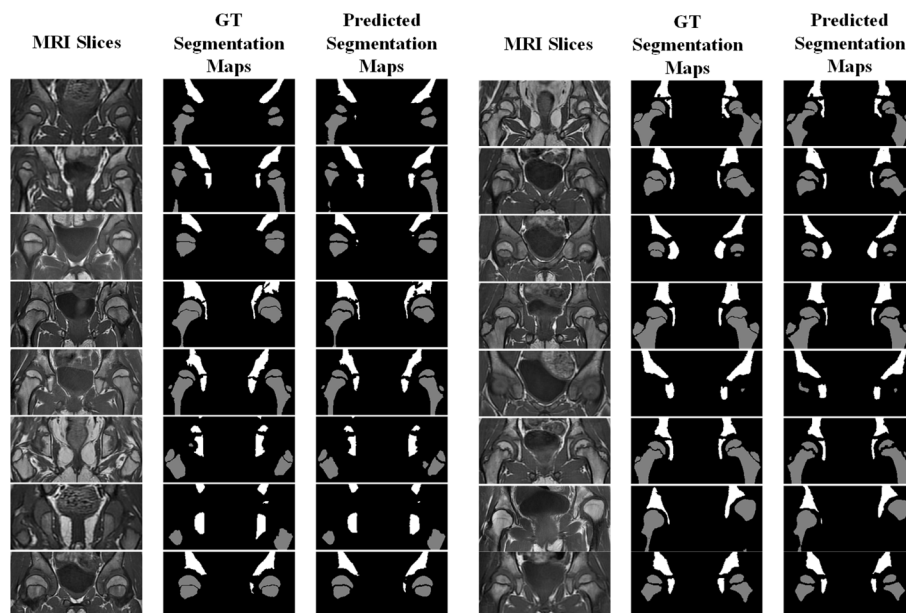 MRI Slices
GT
Segmentation
Maps
Predicted
Segmentation
Maps
MRI Slices
GT
Segmentation
Maps
Predicted
Segmentation
Maps